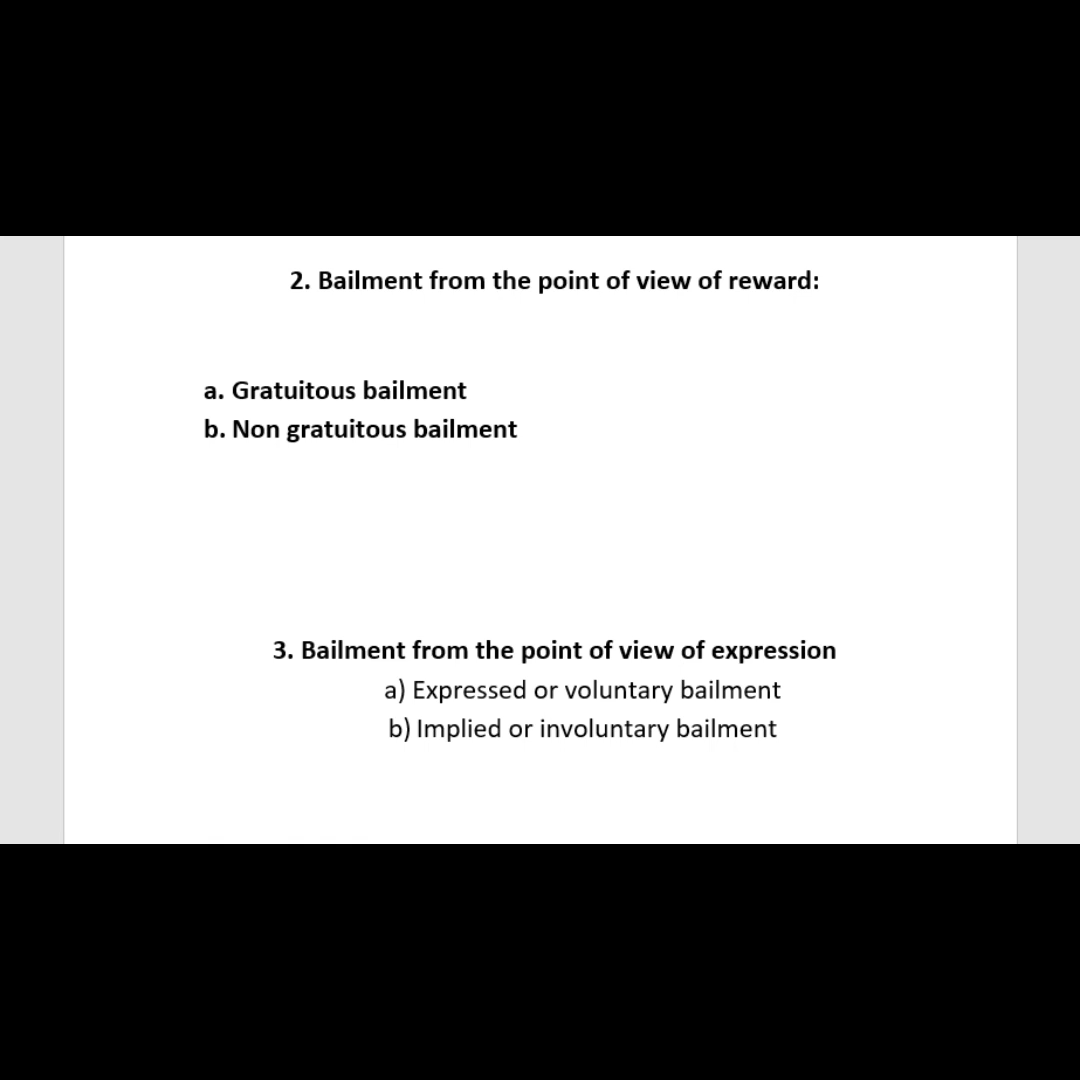 2. Bailment from the point of view of reward:
a. Gratuitous bailment
b. Non gratuitous bailment
3. Bailment from the point of view of expression
a) Expressed or voluntary bailment
b) Implied or involuntary bailment